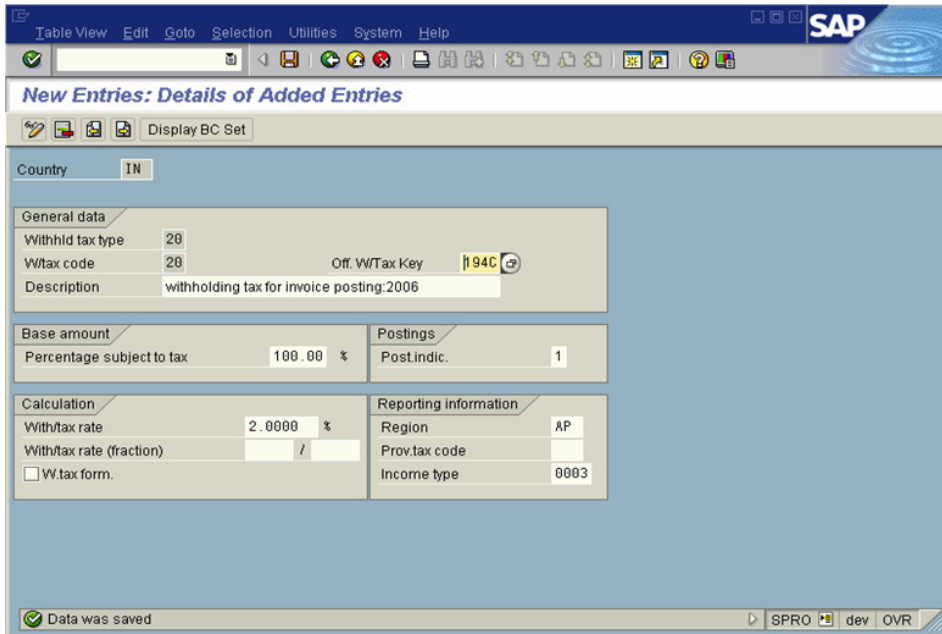 Table View Edit Goto Selection Utilities System Help
SAP
New Entries: Details of Added Entries
Display BC Set
Country IN
General data
Withhld tax type 20
W/tax code 20 Off. W/Tax Key 194C
Description withholding tax for invoice posting:2006
Base amount Postings
Percentage subject to tax 100.00 % Post.indic. 1
Calculation Reporting information
With/tax rate 2.0000 % Region AP
With/tax rate (fraction) / Prov.tax code
W.tax form. Income type 0003
Data was saved SPRO dev OVR